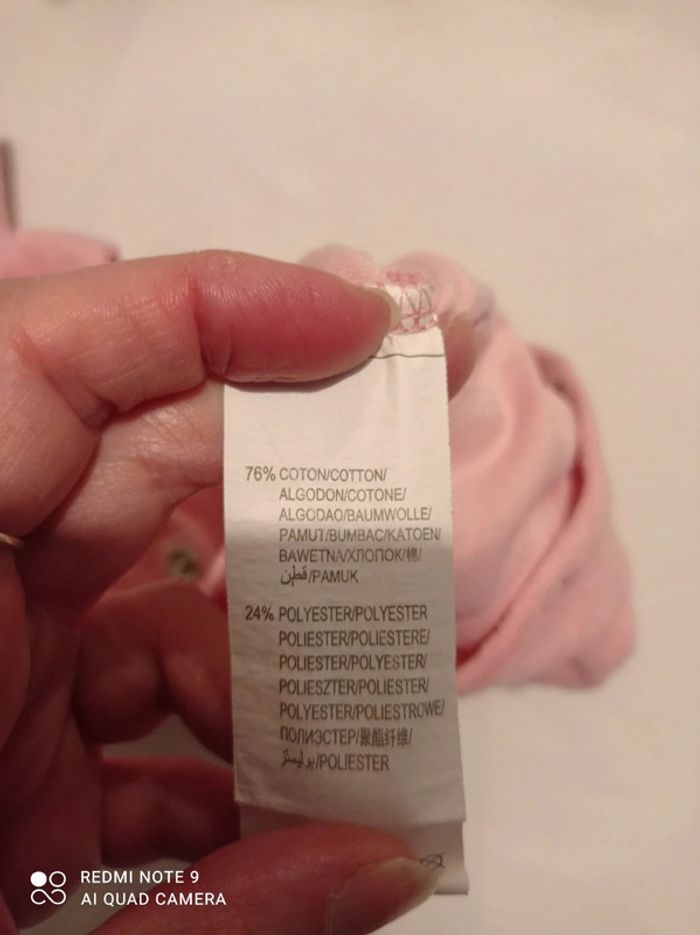 76% COTON/COTTON/
ALGODON/COTONE/
ALGODAO/BAUMWOLLE/
PAMUT/BUMBAC/KATOEN/
BAWETNA/ХЛОПОК/棉/
قطن/PAMUK
24% POLYESTER/POLYESTER
POLIESTER/POLIESTERE/
POLIESTER/POLYESTER/
POLIESZTER/POLIESTER/
POLYESTER/POLIESTROWE/
ПОЛИЭСТЕР/聚酯纤维/
/POLIESTER
REDMI NOTE 9
AI QUAD CAMERA